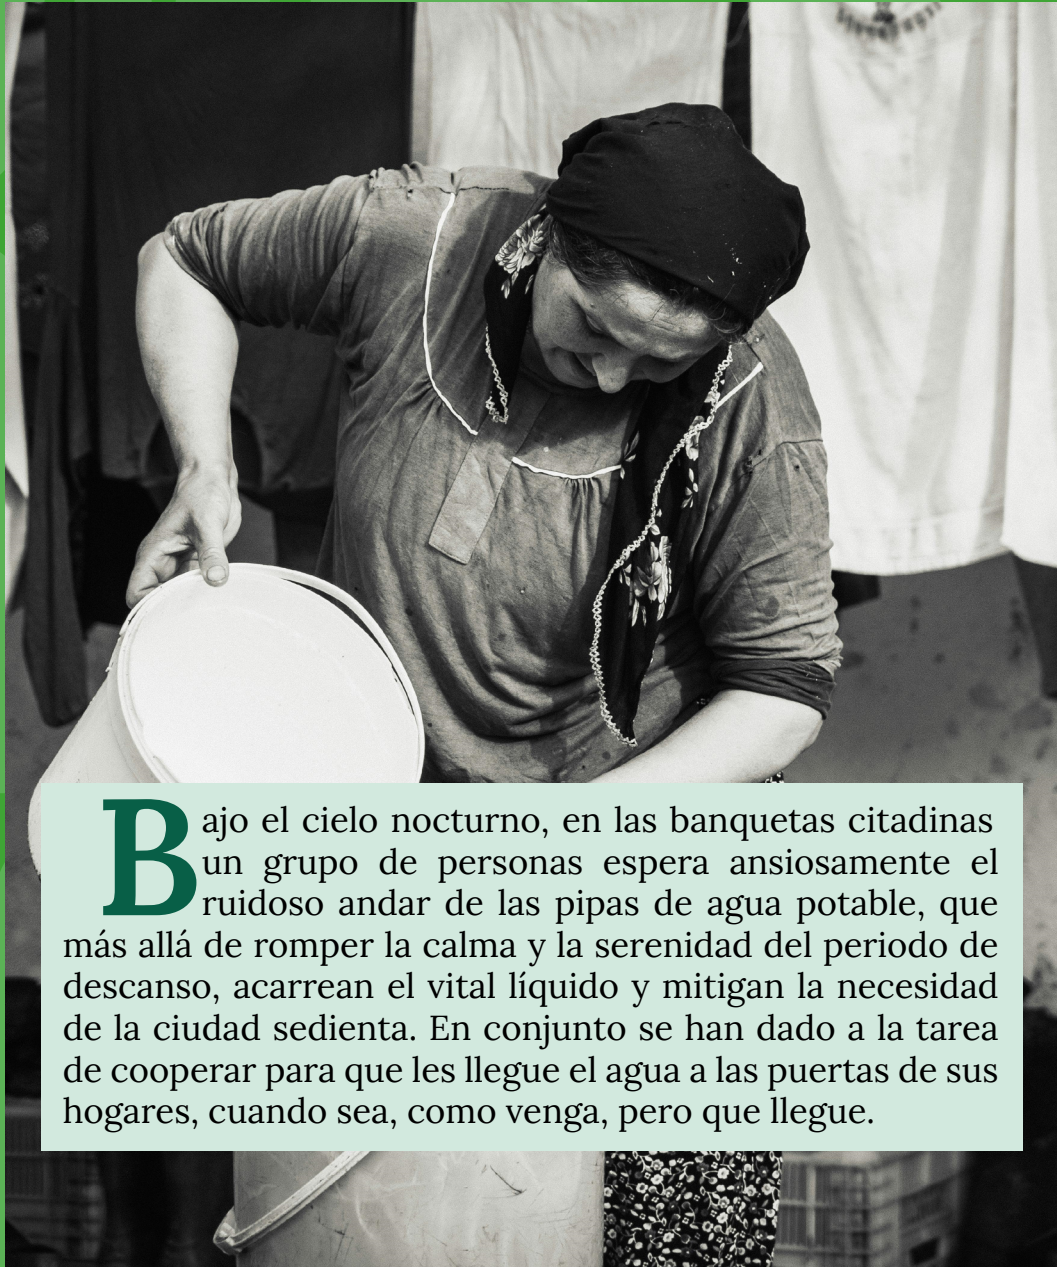 Bajo el cielo nocturno, en las banquetas citadinas
un grupo de personas espera ansiosamente el
ruidoso andar de las pipas de agua potable, que
más allá de romper la calma y la serenidad del periodo de
descanso, acarrean el vital líquido y mitigan la necesidad
de la ciudad sedienta. En conjunto se han dado a la tarea
de cooperar para que les llegue el agua a las puertas de sus
hogares, cuando sea, como venga, pero que llegue.